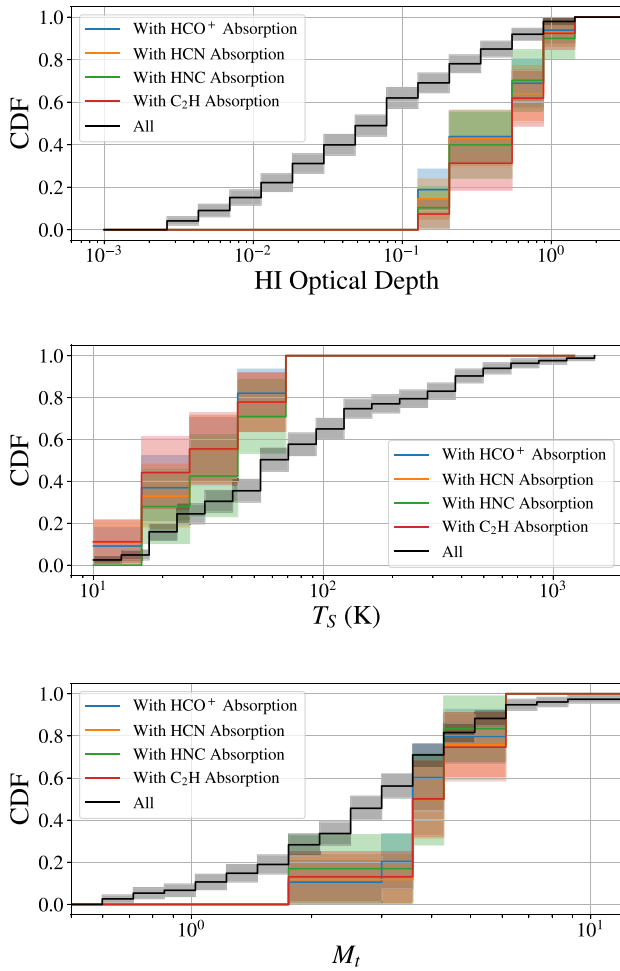 1.0
0.8
0.6
0.4
0.2
0.0
CDF
With HCO⁺ Absorption
With HCN Absorption
With HNC Absorption
With C₂H Absorption
All
10⁻³ 10⁻² 10⁻¹ 10⁰
HI Optical Depth
1.0
0.8
0.6
0.4
0.2
0.0
CDF
With HCO⁺ Absorption
With HCN Absorption
With HNC Absorption
With C₂H Absorption
All
10¹ 10² 10³
T_S (K)
1.0
0.8
0.6
0.4
0.2
0.0
CDF
With HCO⁺ Absorption
With HCN Absorption
With HNC Absorption
With C₂H Absorption
All
10⁰ 10¹
M_t